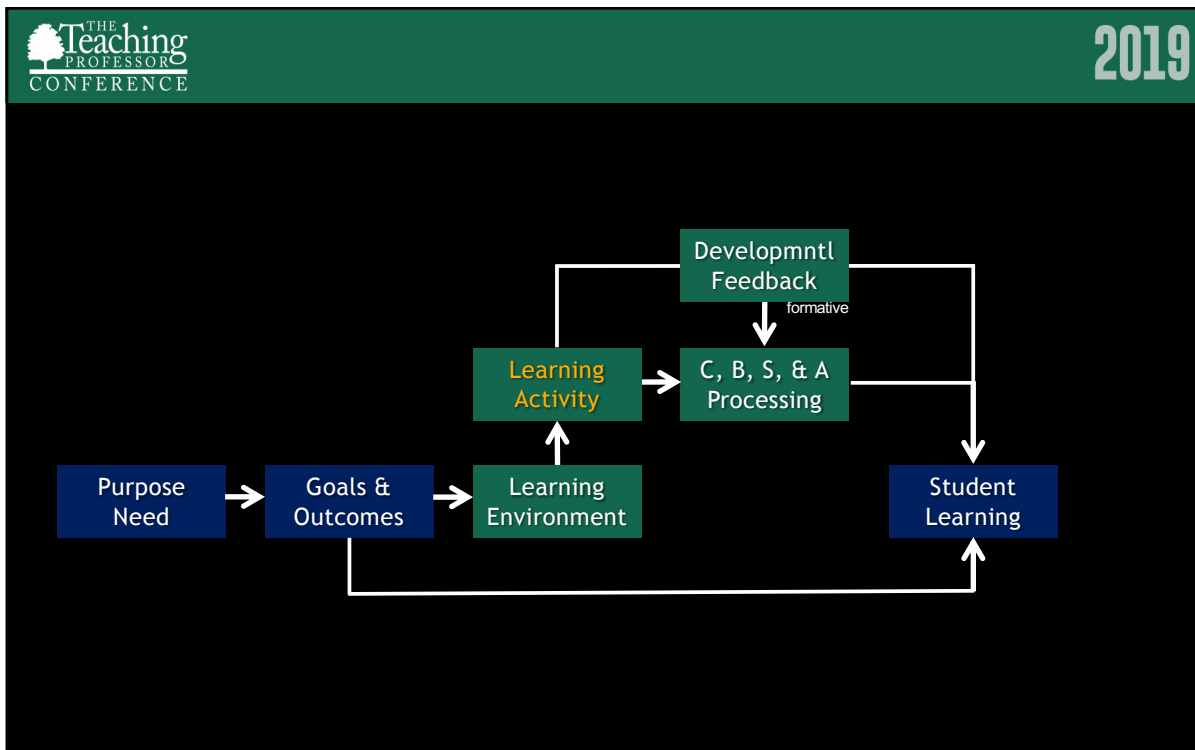 THE
Teaching
PROFESSOR
CONFERENCE
2019
Developmntl
Feedback
formative
Learning
Activity
C, B, S, & A
Processing
Purpose
Need
Goals &
Outcomes
Learning
Environment
Student
Learning